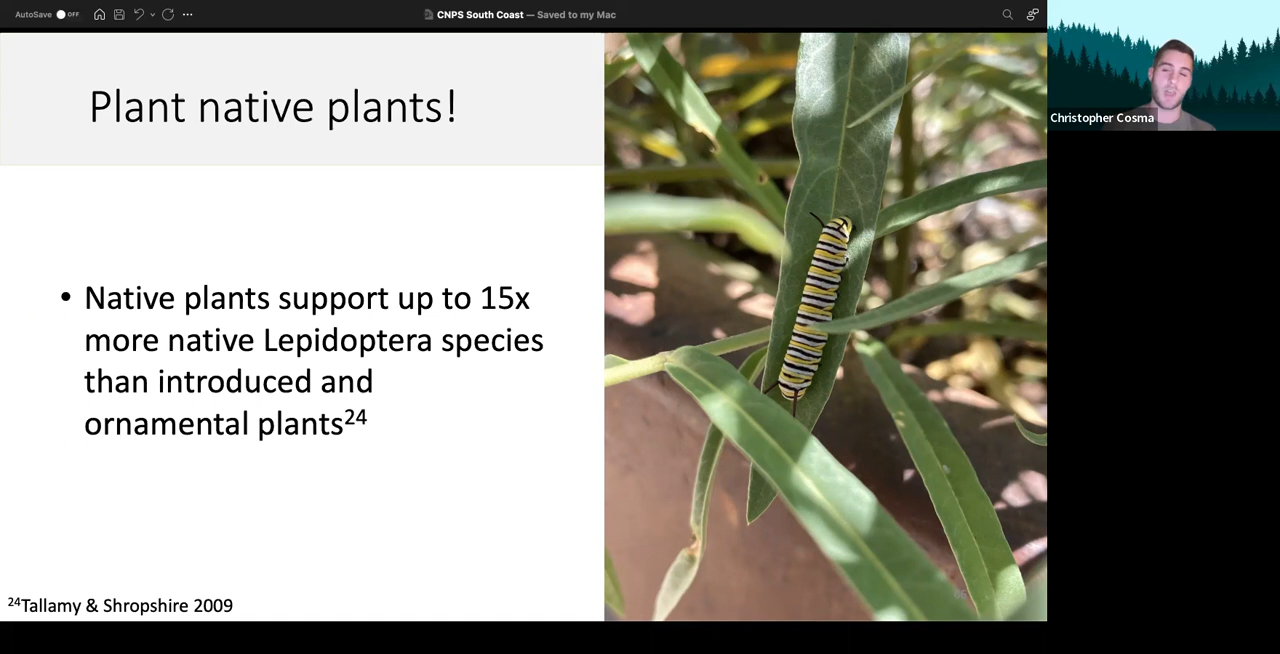 AutoSave OFF
CNPS South Coast — Saved to my Mac
Plant native plants!
• Native plants support up to 15x
more native Lepidoptera species
than introduced and
ornamental plants²⁴
²⁴Tallamy & Shropshire 2009
Christopher Cosma